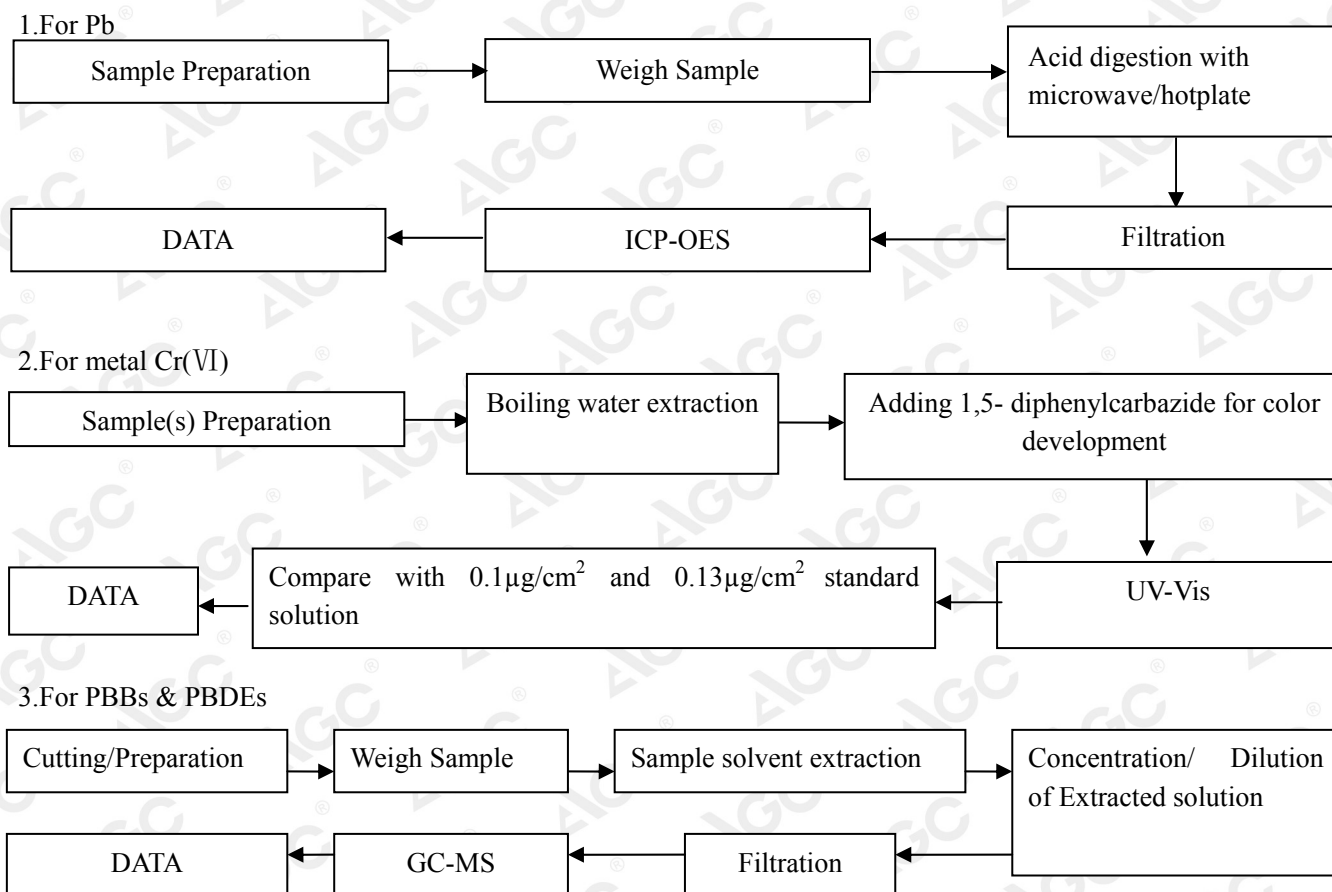 1.For Pb
Sample Preparation
Weigh Sample
Acid digestion with
microwave/hotplate
DATA
ICP-OES
Filtration
2.For metal Cr(Ⅵ)
Sample(s) Preparation
Boiling water extraction
Adding 1,5- diphenylcarbazide for color
development
DATA
Compare with 0.1μg/cm² and 0.13μg/cm² standard
solution
UV-Vis
3.For PBBs & PBDEs
Cutting/Preparation
Weigh Sample
Sample solvent extraction
Concentration/ Dilution
of Extracted solution
DATA
GC-MS
Filtration